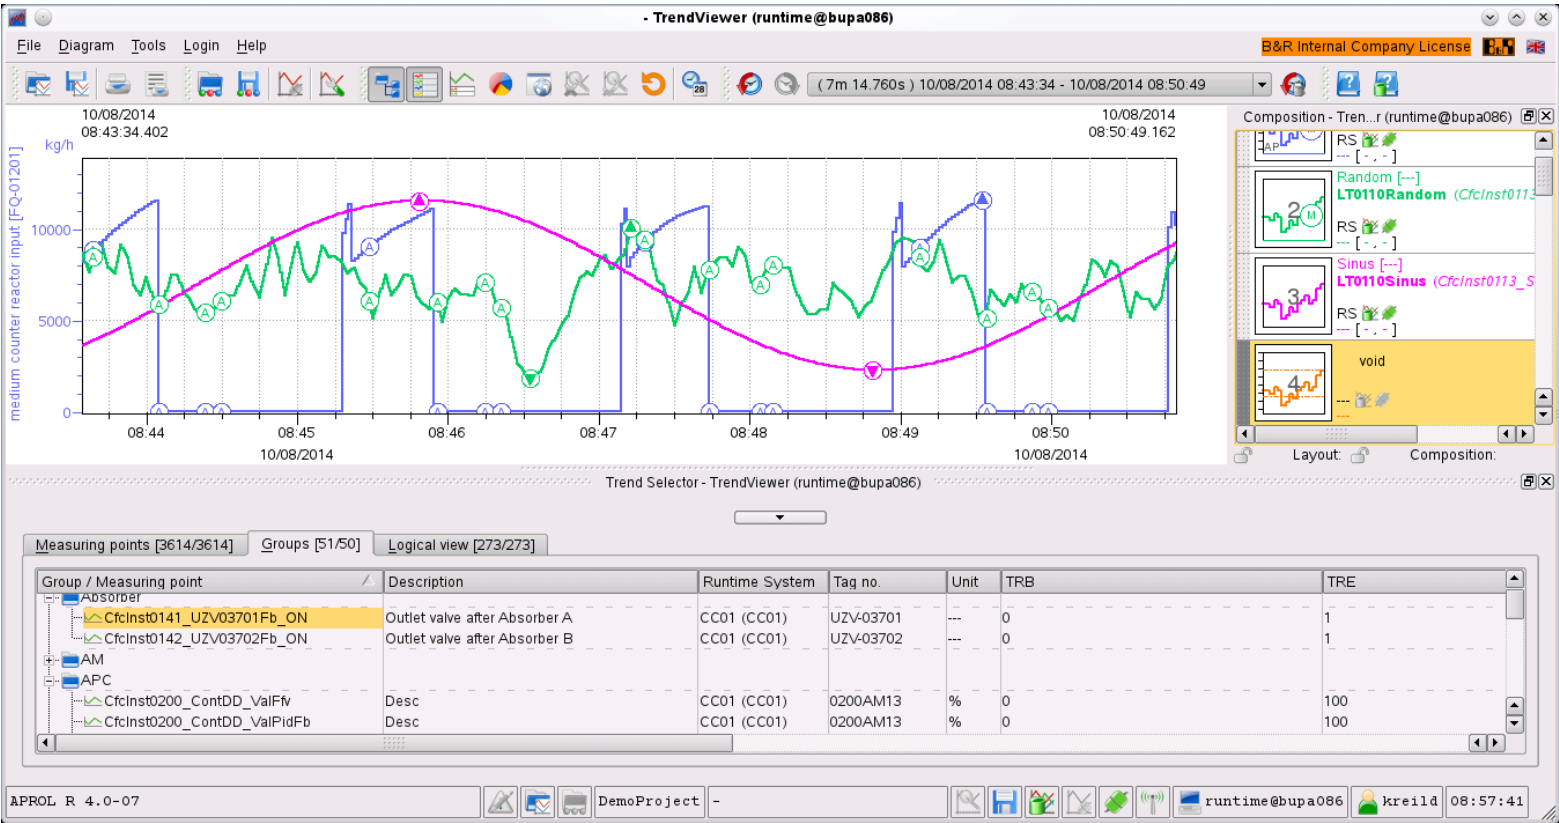 - TrendViewer (runtime@bupa086)
File Diagram Tools Login Help
B&R Internal Company License
28
( 7m 14.760s ) 10/08/2014 08:43:34 - 10/08/2014 08:50:49
10/08/2014
08:43:34.402
10/08/2014
08:50:49.162
kg/h
medium counter reactor input [FQ-01201]
10000
5000
0
08:44 08:45 08:46 08:47 08:48 08:49 08:50
10/08/2014 10/08/2014
Composition - Tren...r (runtime@bupa086)
AP
RS
--- [ - , - ]
Random [---]
LT0110Random (CfcInst0113
2 M
RS
--- [ - , - ]
Sinus [---]
LT0110Sinus (CfcInst0113_S
3
RS
--- [ - , - ]
void
4
---
---
Layout: Composition:
Trend Selector - TrendViewer (runtime@bupa086)
Measuring points [3614/3614] Groups [51/50] Logical view [273/273]
Group / Measuring point Description Runtime System Tag no. Unit TRB TRE
Absorber
CfcInst0141_UZV03701Fb_ON Outlet valve after Absorber A CC01 (CC01) UZV-03701 --- 0 1
CfcInst0142_UZV03702Fb_ON Outlet valve after Absorber B CC01 (CC01) UZV-03702 --- 0 1
AM
APC
CfcInst0200_ContDD_ValFfv Desc CC01 (CC01) 0200AM13 % 0 100
CfcInst0200_ContDD_ValPidFb Desc CC01 (CC01) 0200AM13 % 0 100
APROL R 4.0-07 DemoProject - runtime@bupa086 kreild 08:57:41